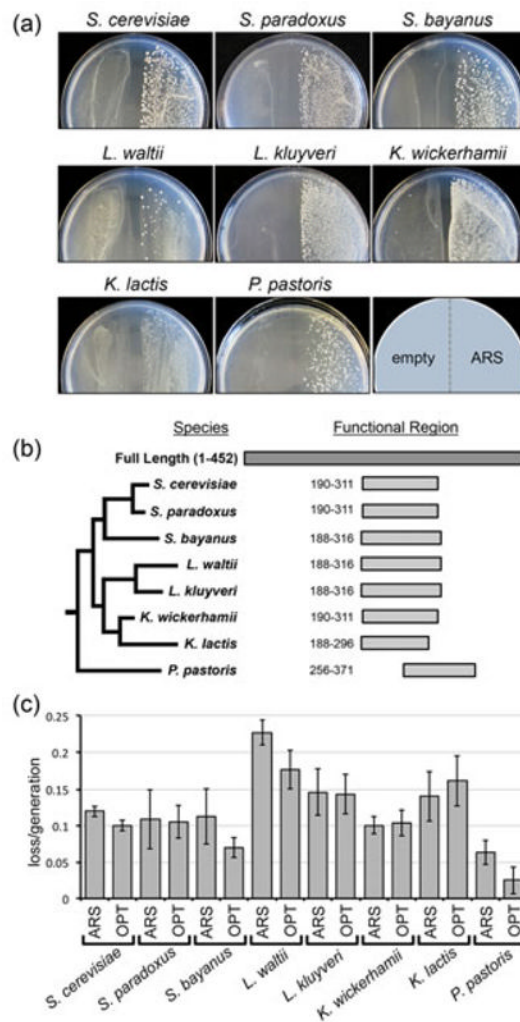 (a)
S. cerevisiae S. paradoxus S. bayanus
L. waltii L. kluyveri K. wickerhamii
K. lactis P. pastoris
empty ARS
(b)
Species Functional Region
Full Length (1-452)
S. cerevisiae 190-311
S. paradoxus 190-311
S. bayanus 188-316
L. waltii 188-316
L. kluyveri 188-316
K. wickerhamii 190-311
K. lactis 188-296
P. pastoris 256-371
(c)
loss/generation
0.25
0.2
0.15
0.1
0.05
0
ARS OPT ARS OPT ARS OPT ARS OPT ARS OPT ARS OPT ARS OPT ARS OPT
S. cerevisiae S. paradoxus S. bayanus L. waltii L. kluyveri K. wickerhamii K. lactis P. pastoris